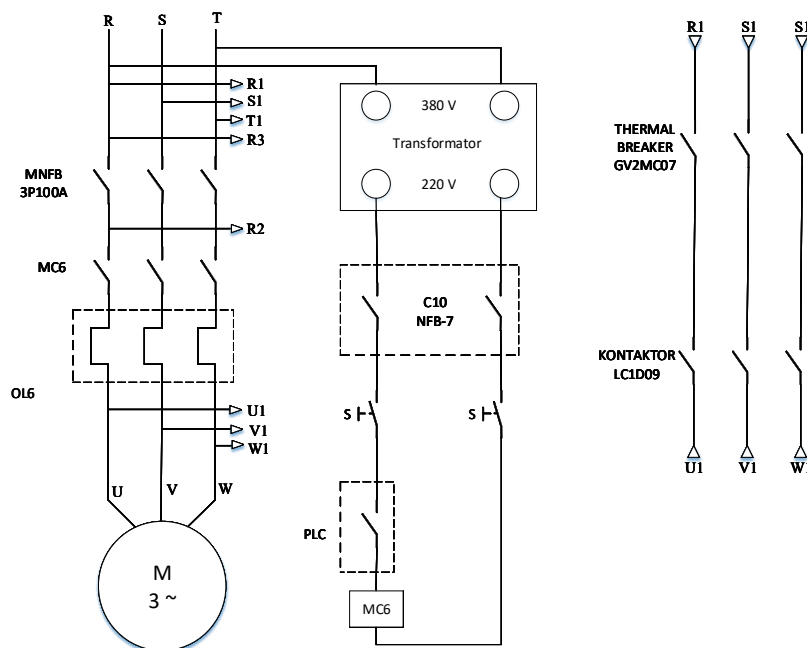 R S T
R1
S1
T1
R3
MNFB
3P100A
R2
MC6
OL6
U1
V1
W1
U V W
M
3 ~
380 V
Transformator
220 V
C10
NFB-7
S S
PLC
MC6
R1 S1 S1
THERMAL
BREAKER
GV2MC07
KONTAKTOR
LC1D09
U1 V1 W1